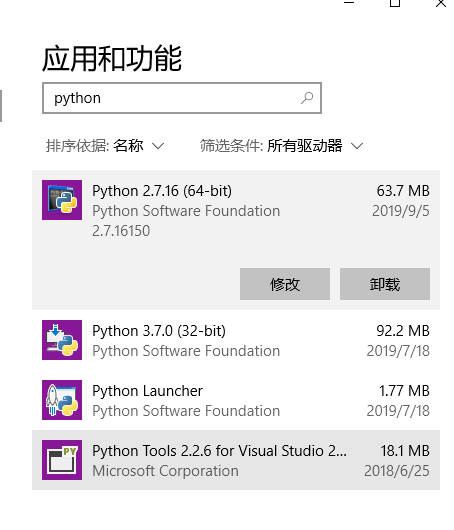 应用和功能
python
排序依据: 名称 筛选条件: 所有驱动器
Python 2.7.16 (64-bit) 63.7 MB
Python Software Foundation 2019/9/5
2.7.16150
修改 卸载
Python 3.7.0 (32-bit) 92.2 MB
Python Software Foundation 2019/7/18
Python Launcher 1.77 MB
Python Software Foundation 2019/7/18
PY
Python Tools 2.2.6 for Visual Studio 2... 18.1 MB
Microsoft Corporation 2018/6/25